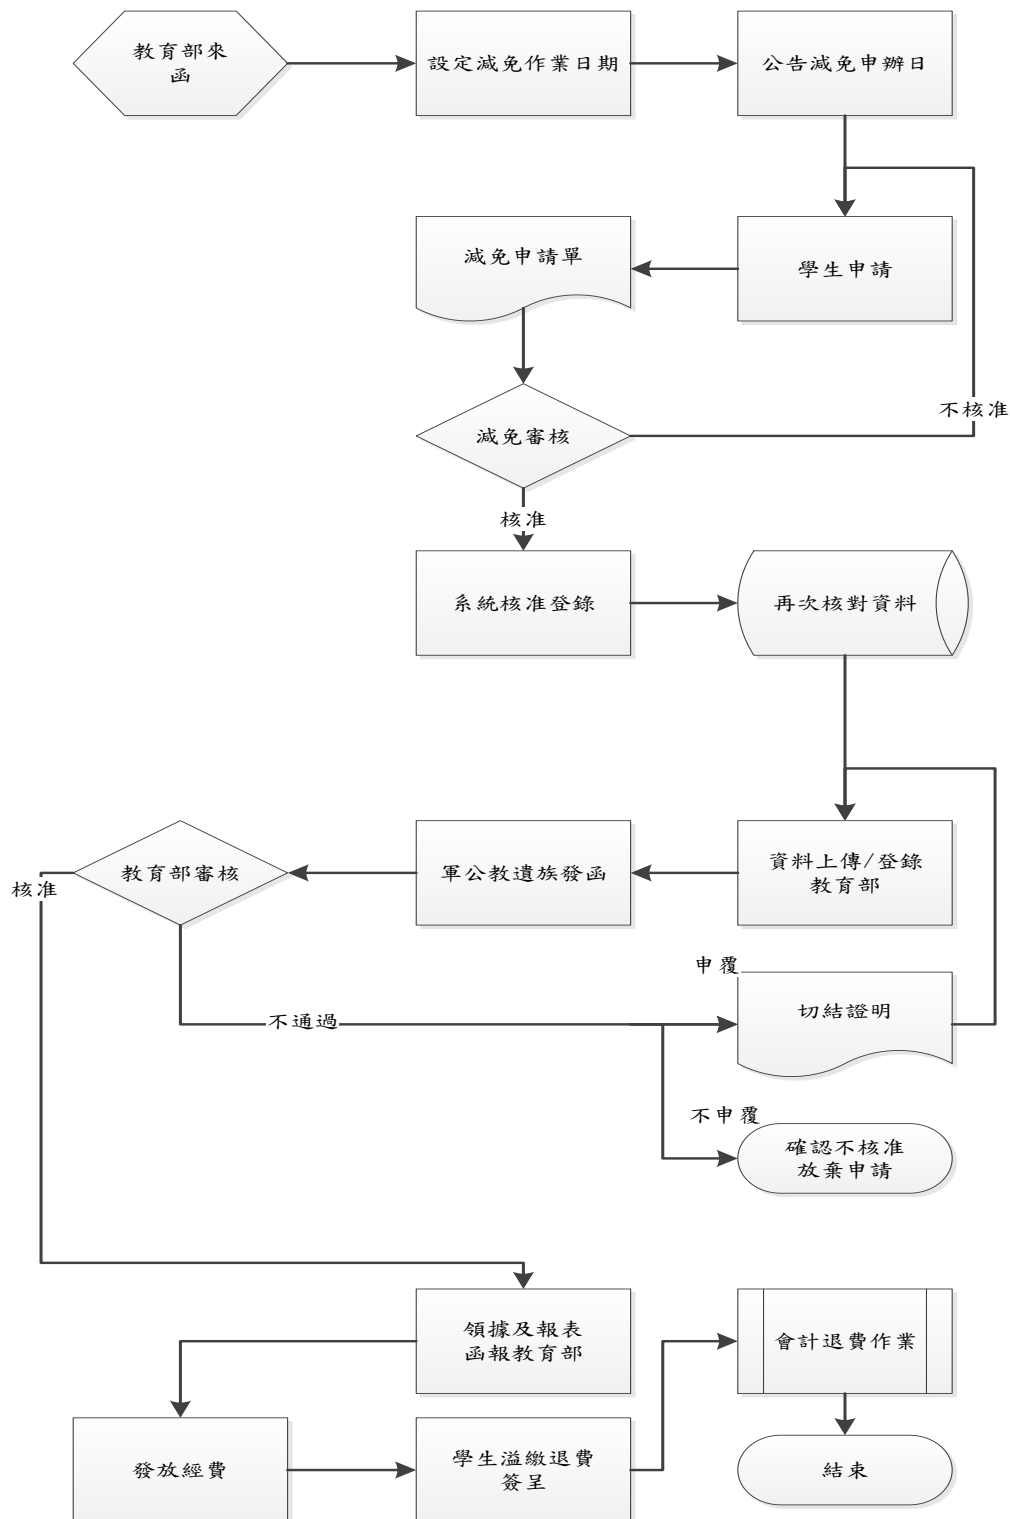 教育部來
函
設定減免作業日期
公告減免申辦日
減免申請單
學生申請
不核准
減免審核
核准
系統核准登錄
再次核對資料
教育部審核
核准
軍公教遺族發函
資料上傳/登錄
教育部
申覆
切結證明
不通過
不申覆
確認不核准
放棄申請
領據及報表
函報教育部
會計退費作業
發放經費
學生溢繳退費
簽呈
結束